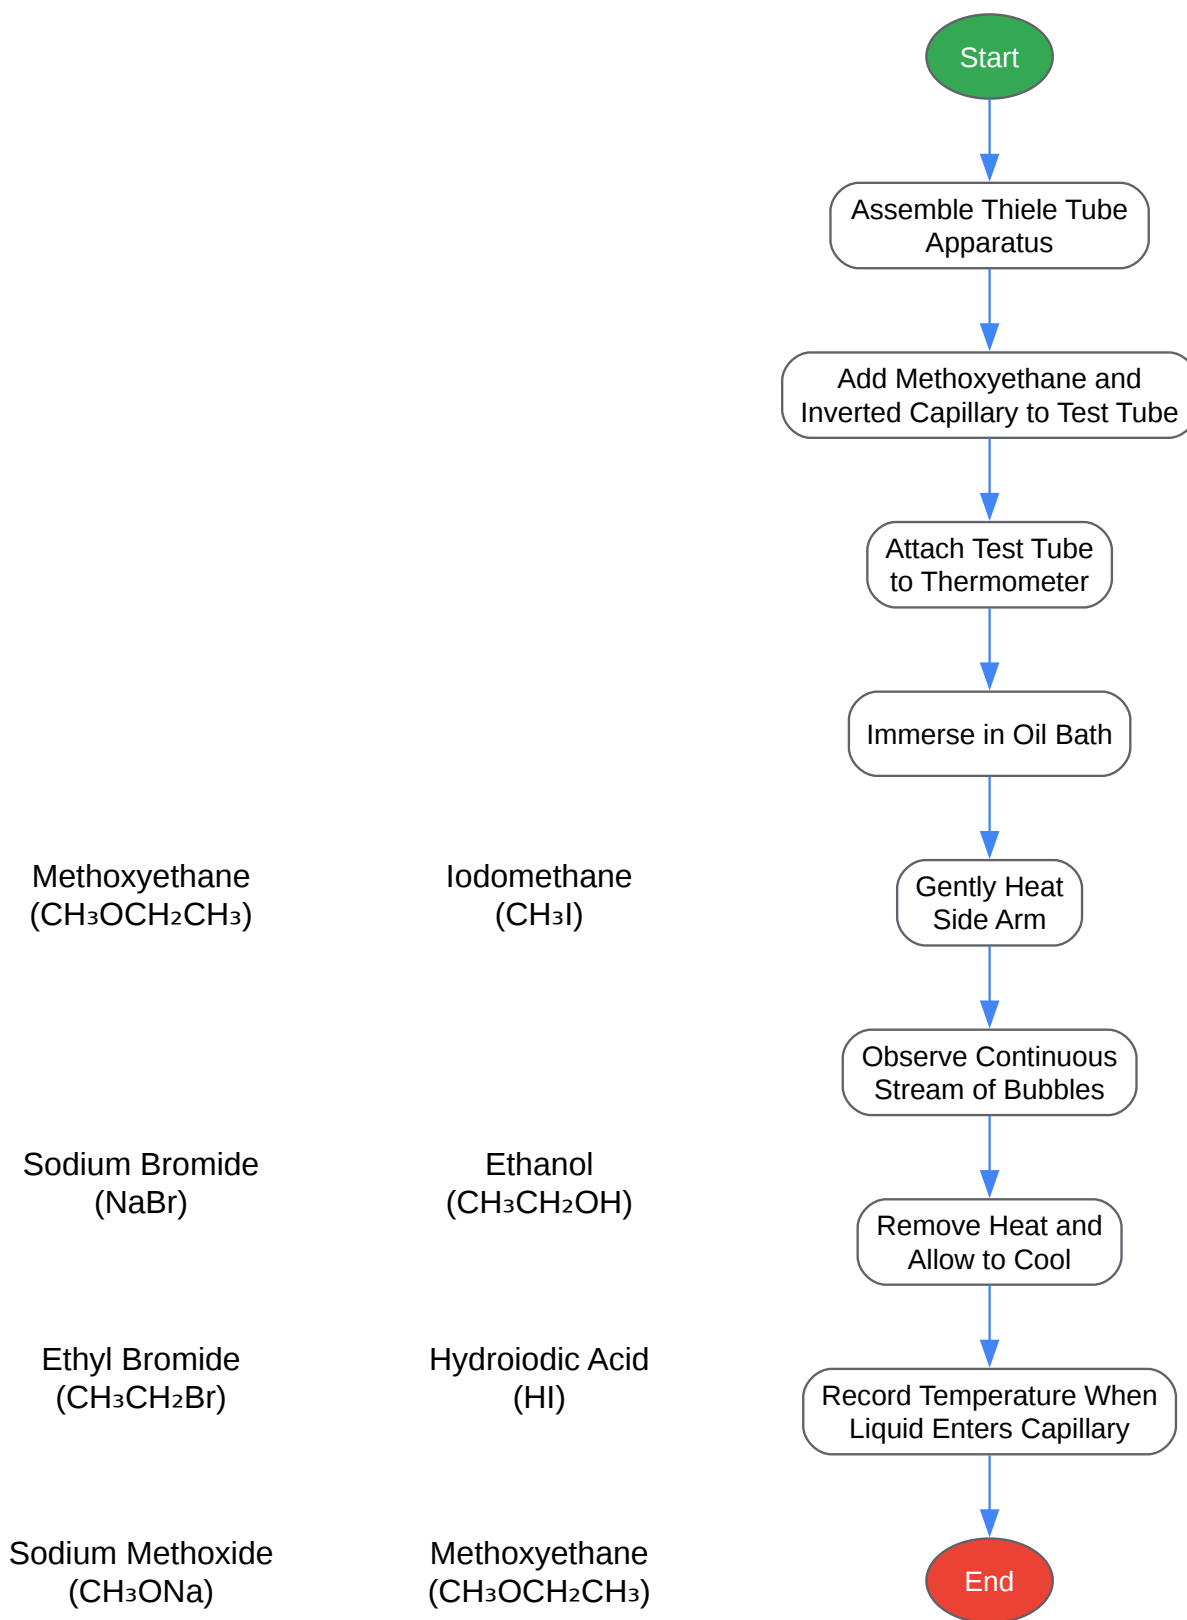 Start
Assemble Thiele Tube
Apparatus
Add Methoxyethane and
Inverted Capillary to Test Tube
Attach Test Tube
to Thermometer
Immerse in Oil Bath
Methoxyethane
(CH₃OCH₂CH₃)
Iodomethane
(CH₃I)
Gently Heat
Side Arm
Observe Continuous
Stream of Bubbles
Sodium Bromide
(NaBr)
Ethanol
(CH₃CH₂OH)
Remove Heat and
Allow to Cool
Ethyl Bromide
(CH₃CH₂Br)
Hydroiodic Acid
(HI)
Record Temperature When
Liquid Enters Capillary
Sodium Methoxide
(CH₃ONa)
Methoxyethane
(CH₃OCH₂CH₃)
End